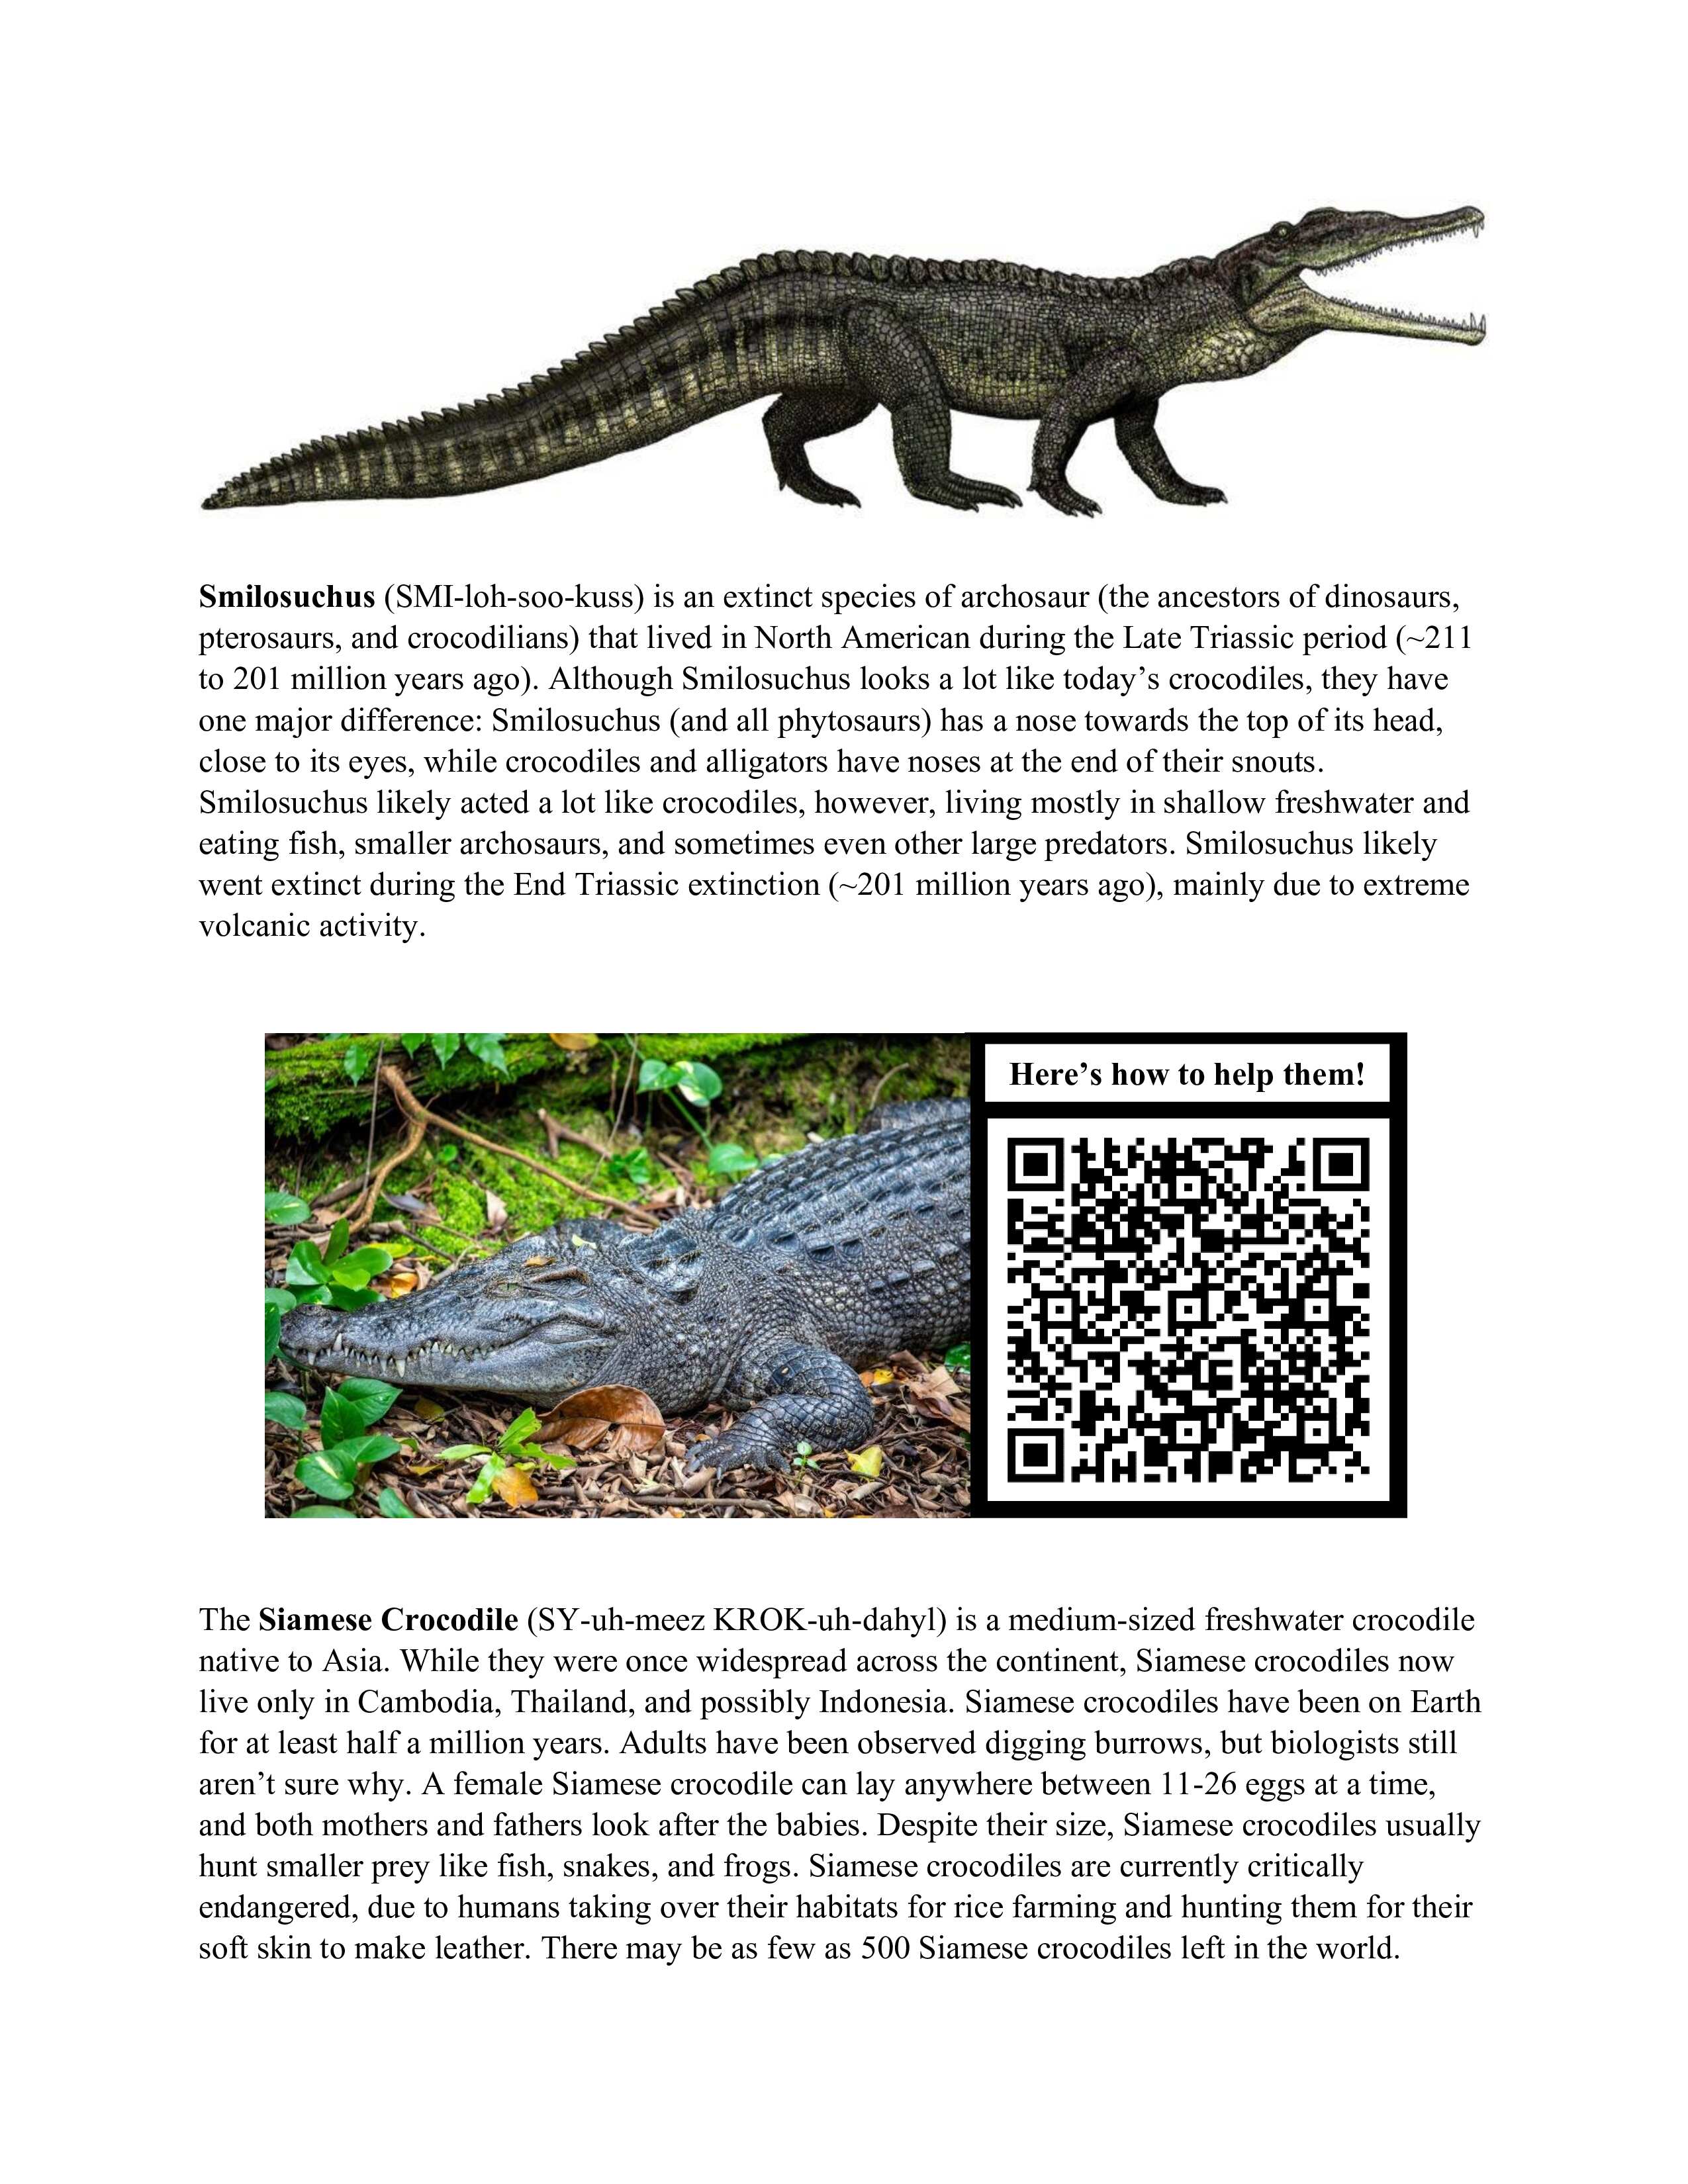 Smilosuchus (SMI-loh-soo-kuss) is an extinct species of archosaur (the ancestors of dinosaurs,
pterosaurs, and crocodilians) that lived in North American during the Late Triassic period (~211
to 201 million years ago). Although Smilosuchus looks a lot like today’s crocodiles, they have
one major difference: Smilosuchus (and all phytosaurs) has a nose towards the top of its head,
close to its eyes, while crocodiles and alligators have noses at the end of their snouts.
Smilosuchus likely acted a lot like crocodiles, however, living mostly in shallow freshwater and
eating fish, smaller archosaurs, and sometimes even other large predators. Smilosuchus likely
went extinct during the End Triassic extinction (~201 million years ago), mainly due to extreme
volcanic activity.
Here’s how to help them!
The Siamese Crocodile (SY-uh-meez KROK-uh-dahyl) is a medium-sized freshwater crocodile
native to Asia. While they were once widespread across the continent, Siamese crocodiles now
live only in Cambodia, Thailand, and possibly Indonesia. Siamese crocodiles have been on Earth
for at least half a million years. Adults have been observed digging burrows, but biologists still
aren’t sure why. A female Siamese crocodile can lay anywhere between 11-26 eggs at a time,
and both mothers and fathers look after the babies. Despite their size, Siamese crocodiles usually
hunt smaller prey like fish, snakes, and frogs. Siamese crocodiles are currently critically
endangered, due to humans taking over their habitats for rice farming and hunting them for their
soft skin to make leather. There may be as few as 500 Siamese crocodiles left in the world.